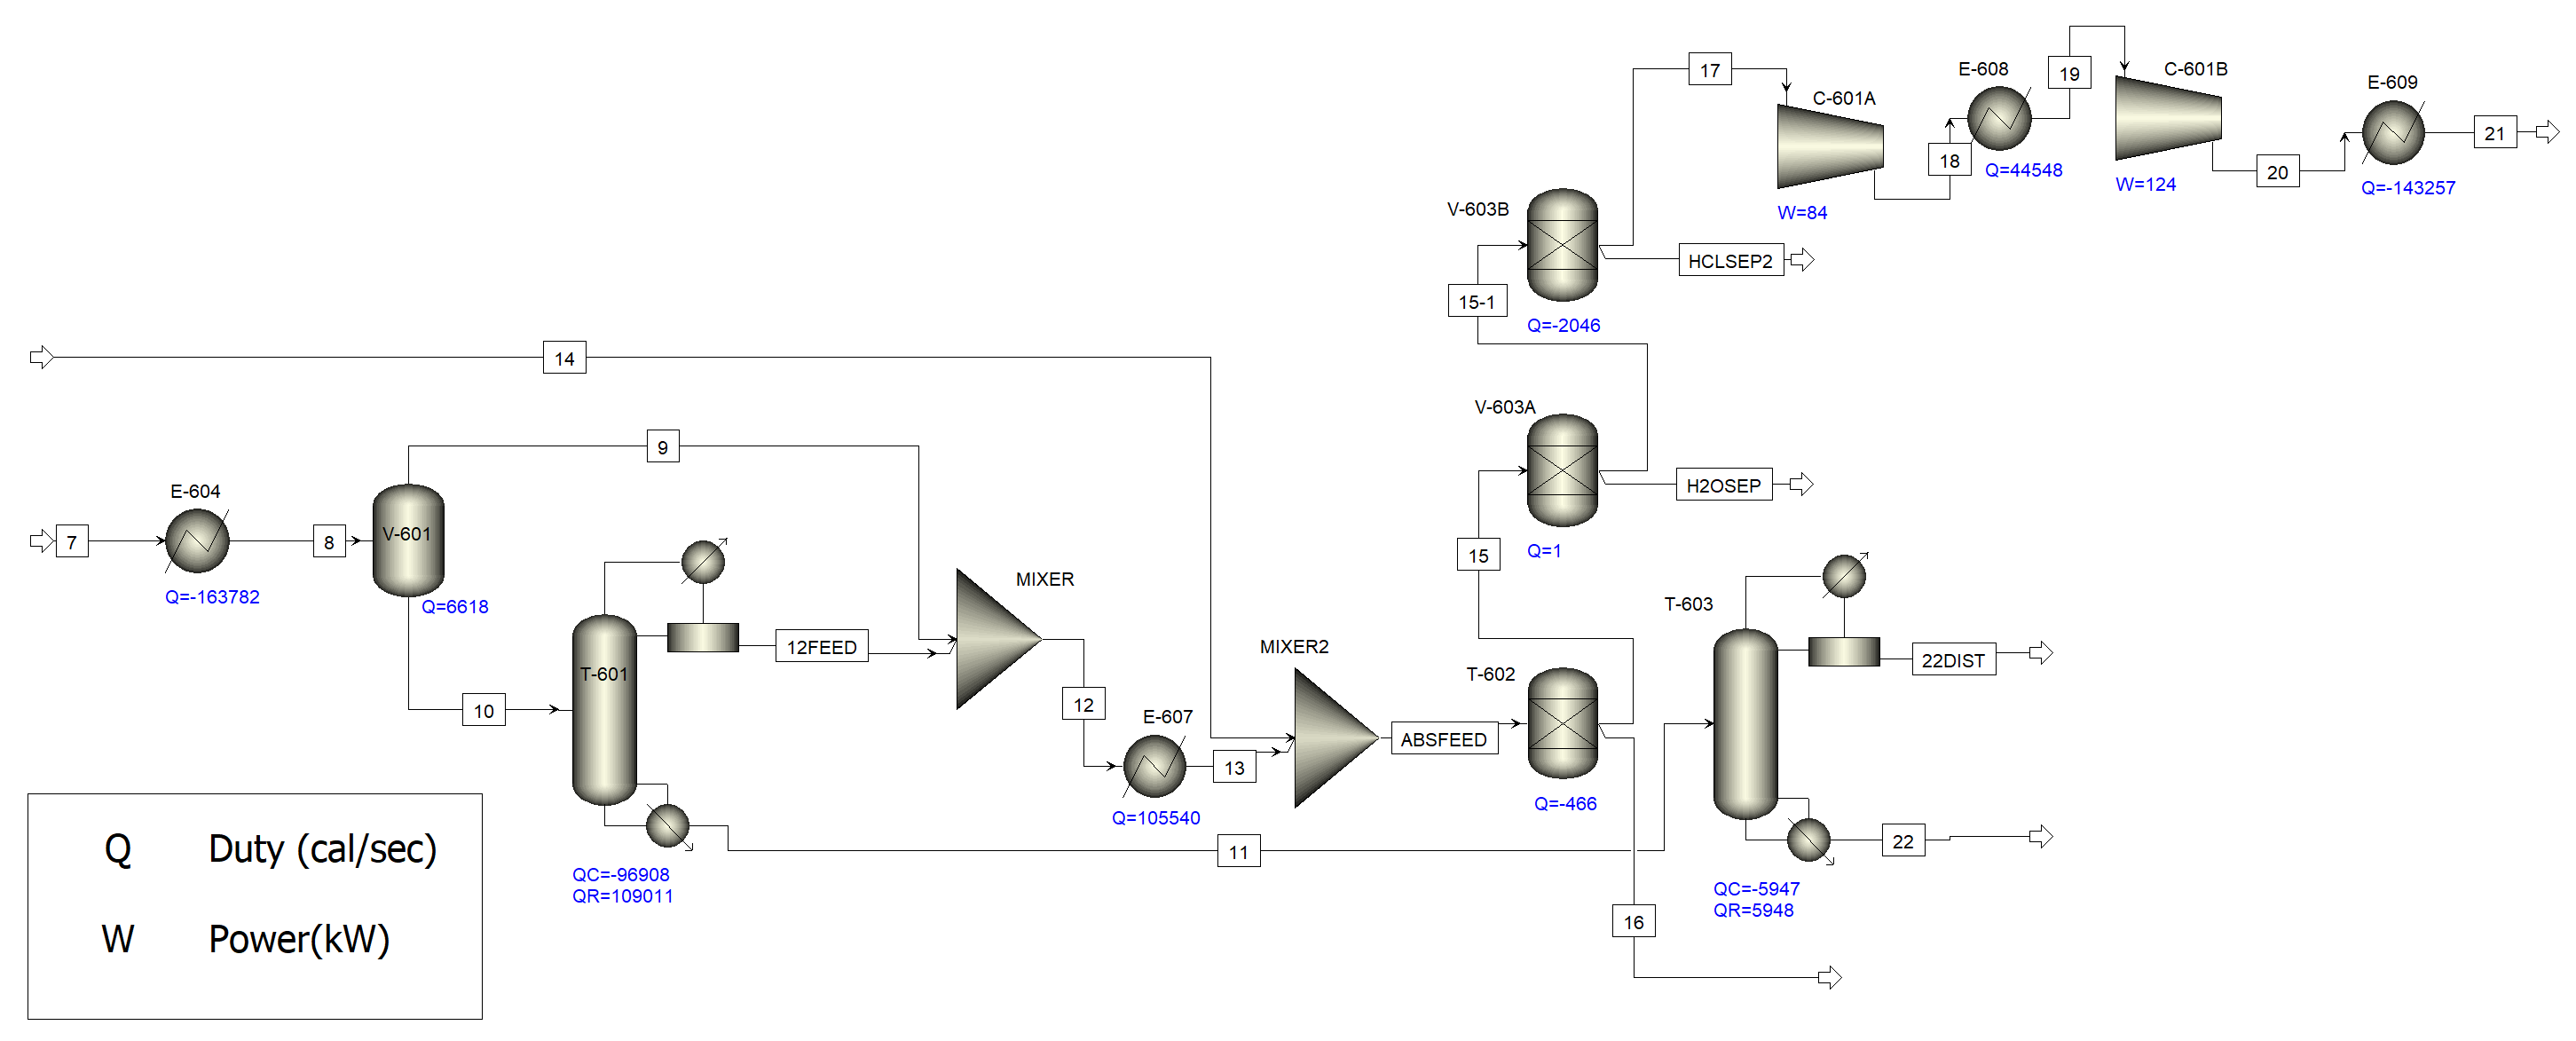 17
C-601A
W=84
18
E-608
Q=44548
19
C-601B
W=124
20
E-609
Q=-143257
21
V-603B
HCLSEP2
15-1
Q=-2046
14
V-603A
H2OSEP
15
Q=1
9
E-604
7
8
Q=-163782
V-601
Q=6618
10
T-601
12FEED
QC=-96908
QR=109011
MIXER
12
E-607
13
Q=105540
MIXER2
ABSFEED
T-602
Q=-466
11
16
T-603
22DIST
22
QC=-5947
QR=5948
Q Duty (cal/sec)
W Power(kW)